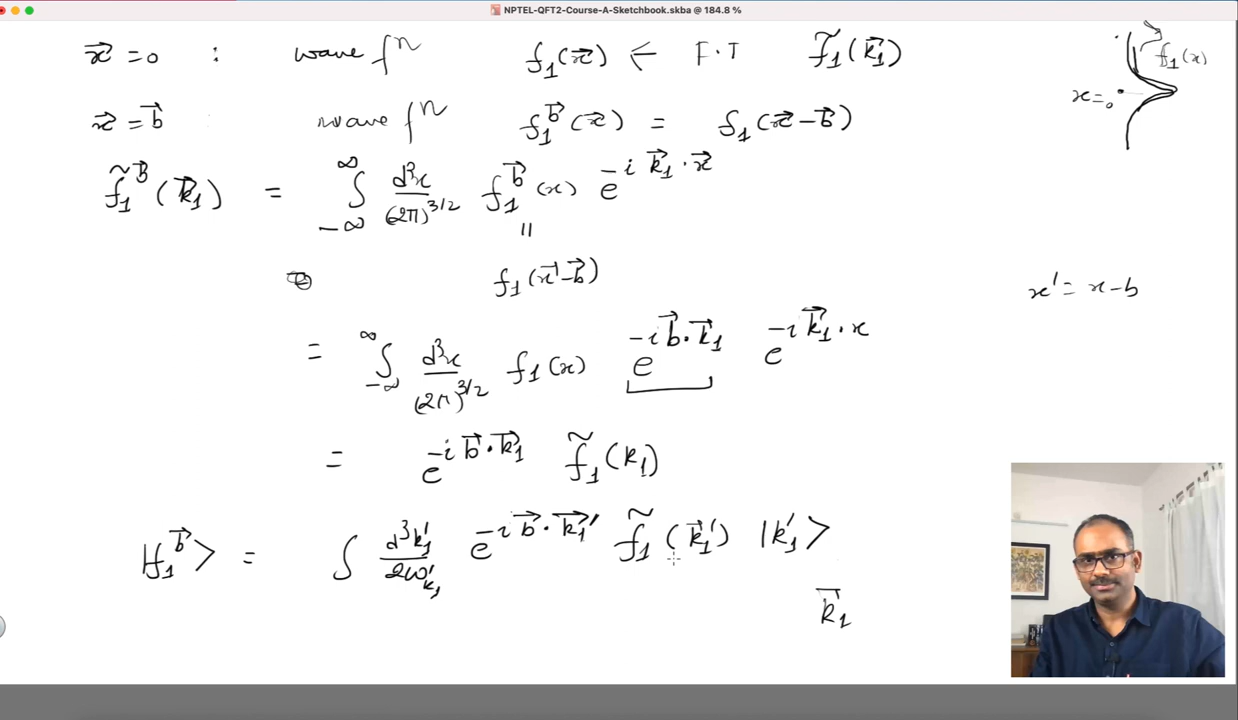 NPTEL-QFT2-Course-A-Sketchbook.skba @ 184.8 %
x⃗ = 0 : wave fⁿ f₁(x⃗) ← F.T f̃₁(k⃗₁)
f₁(x)
x=0
x⃗ = b⃗ : wave fⁿ f₁^b⃗(x⃗) = f₁(x⃗-b⃗)
f̃₁^b⃗(k⃗₁) = ∫_{-∞}^{∞} d³x/(2π)^{3/2} f₁^b⃗(x) e^{-i k⃗₁·x⃗}
||
f₁(x⃗-b⃗)
x' = x-b
= ∫_{-∞}^{∞} d³x/(2π)^{3/2} f₁(x) e^{-i b⃗·k⃗₁} e^{-i k⃗₁·x}
= e^{-i b⃗·k⃗₁} f̃₁(k₁)
|f₁^b⃗> = ∫ d³k₁'/2ω'_{k₁} e^{-i b⃗·k⃗₁'} f̃₁(k⃗₁') |k₁'>
k⃗₁